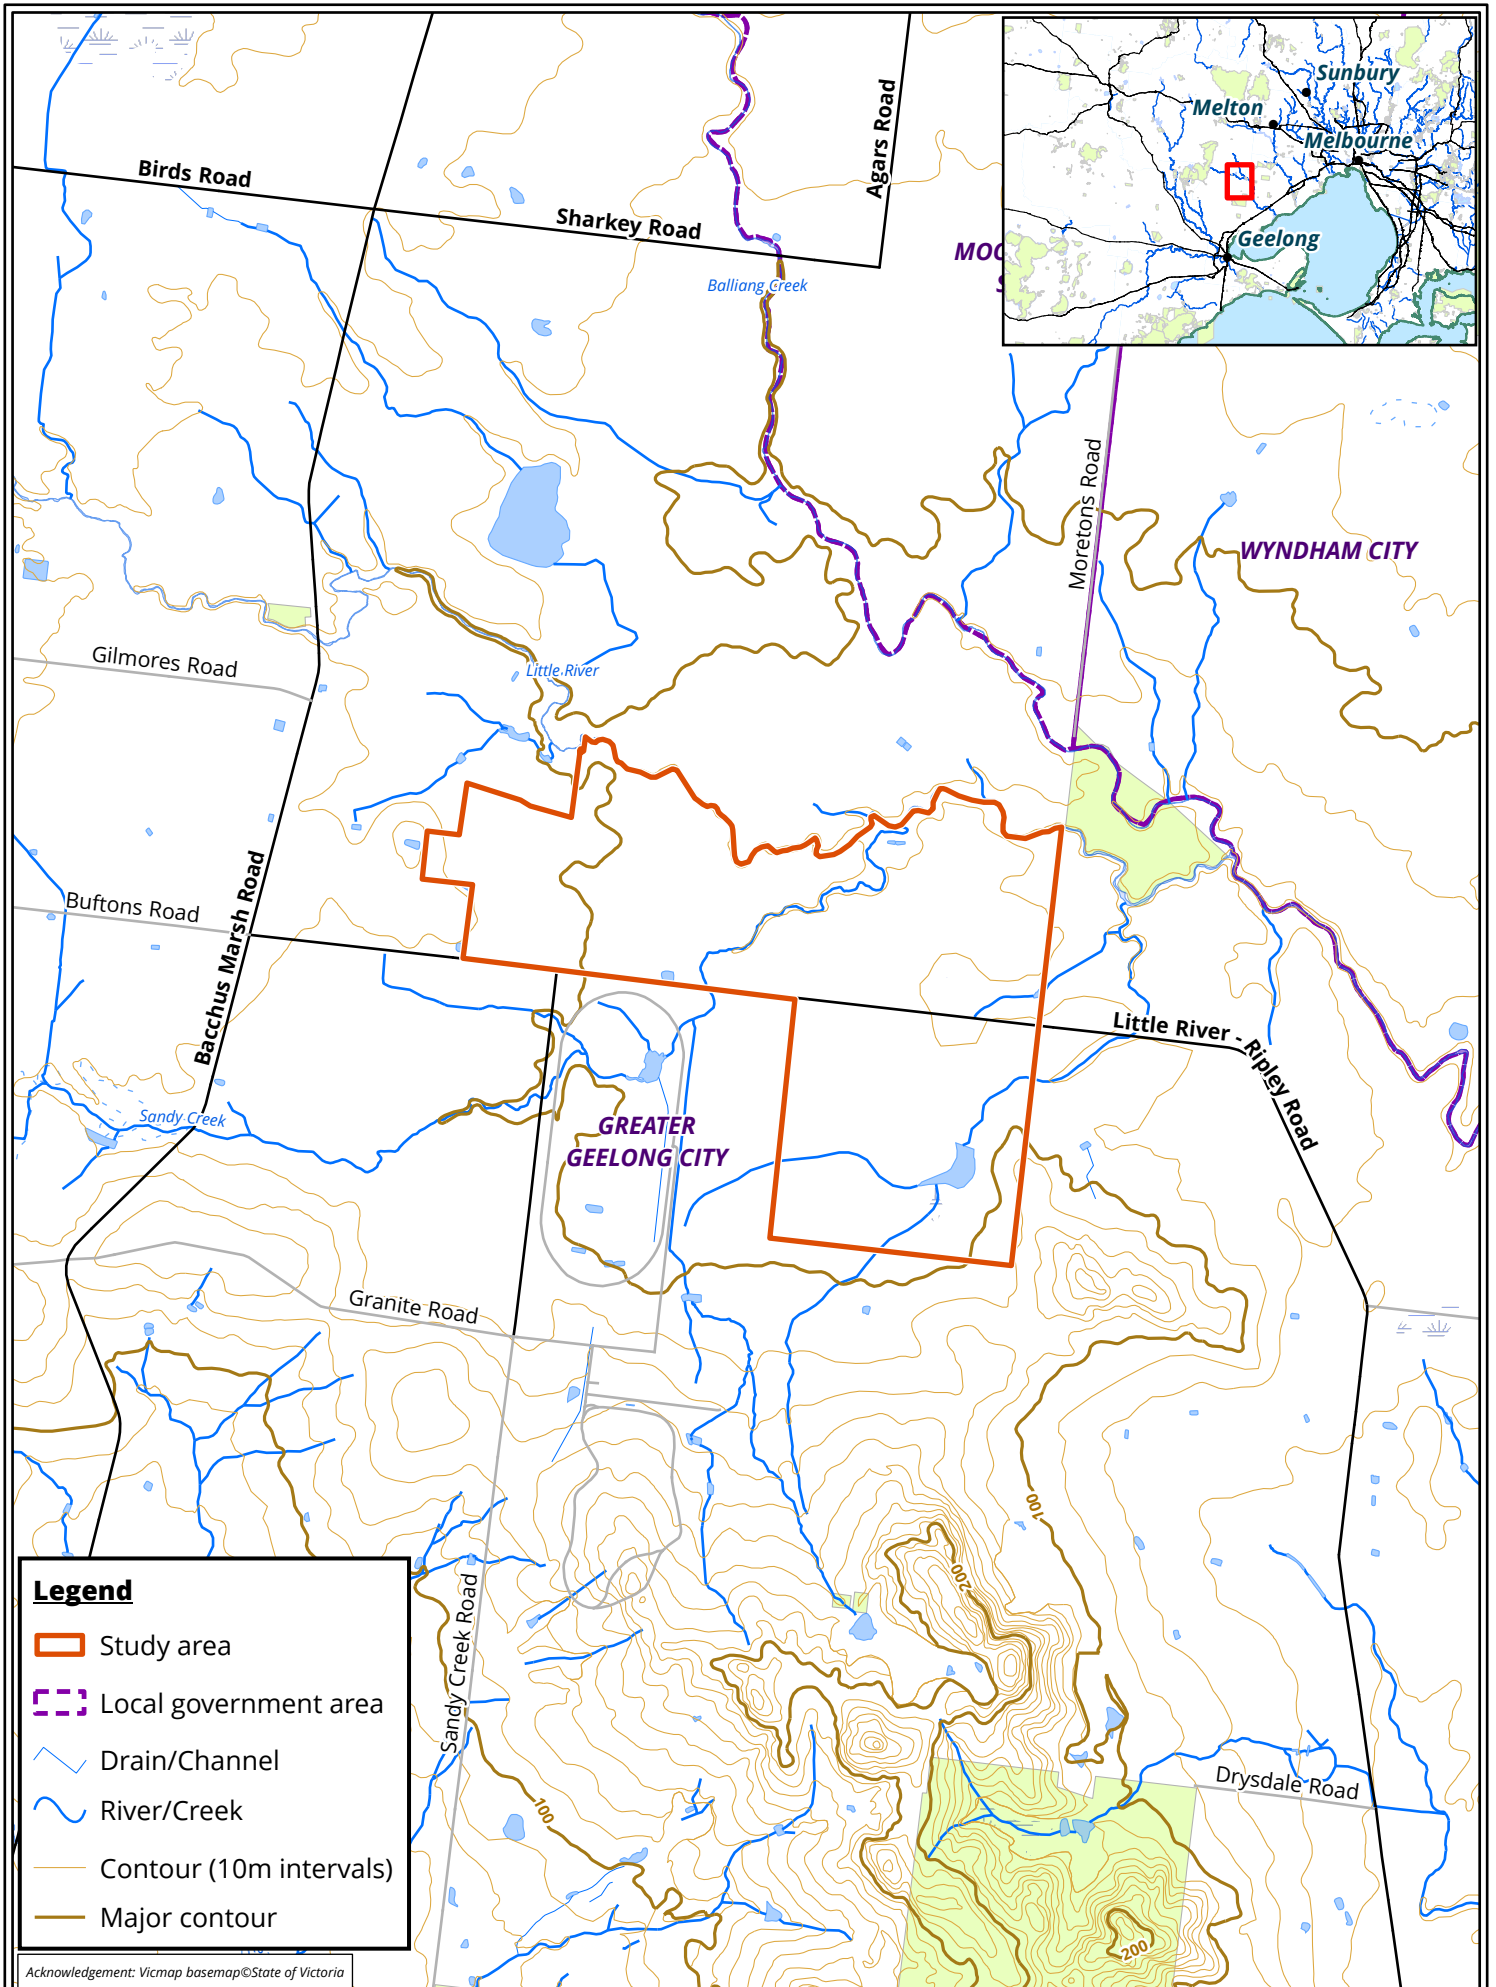 Sunbury
Melton
Melbourne
Geelong
Birds Road
Sharkey Road
Agars Road
Balliang Creek
Moretons Road
WYNDHAM CITY
Gilmores Road
Little River
Buftons Road
Bacchus Marsh Road
Little River - Ripley Road
Sandy Creek
GREATER
GEELONG CITY
Granite Road
100
200
Sandy Creek Road
100
Drysdale Road
200
Legend
Study area
Local government area
Drain/Channel
River/Creek
Contour (10m intervals)
Major contour
Acknowledgement: Vicmap basemap©State of Victoria